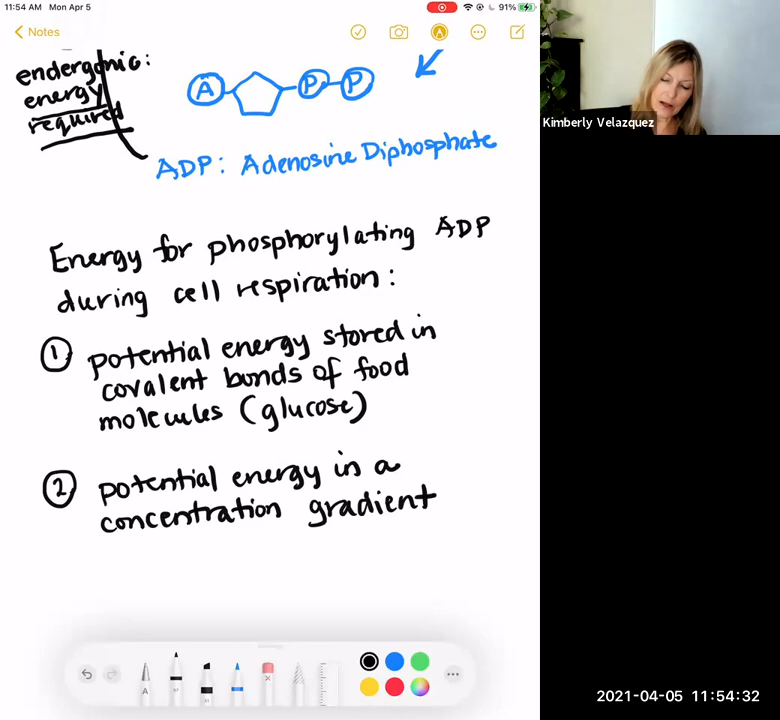 11:54 AM Mon Apr 5
91%
Notes
endergonic:
energy
required
A
P
P
ADP: Adenosine Diphosphate
Energy for phosphorylating ADP
during cell respiration:
1 potential energy stored in
covalent bonds of food
molecules (glucose)
2 potential energy in a
concentration gradient
Kimberly Velazquez
A
2021-04-05 11:54:32